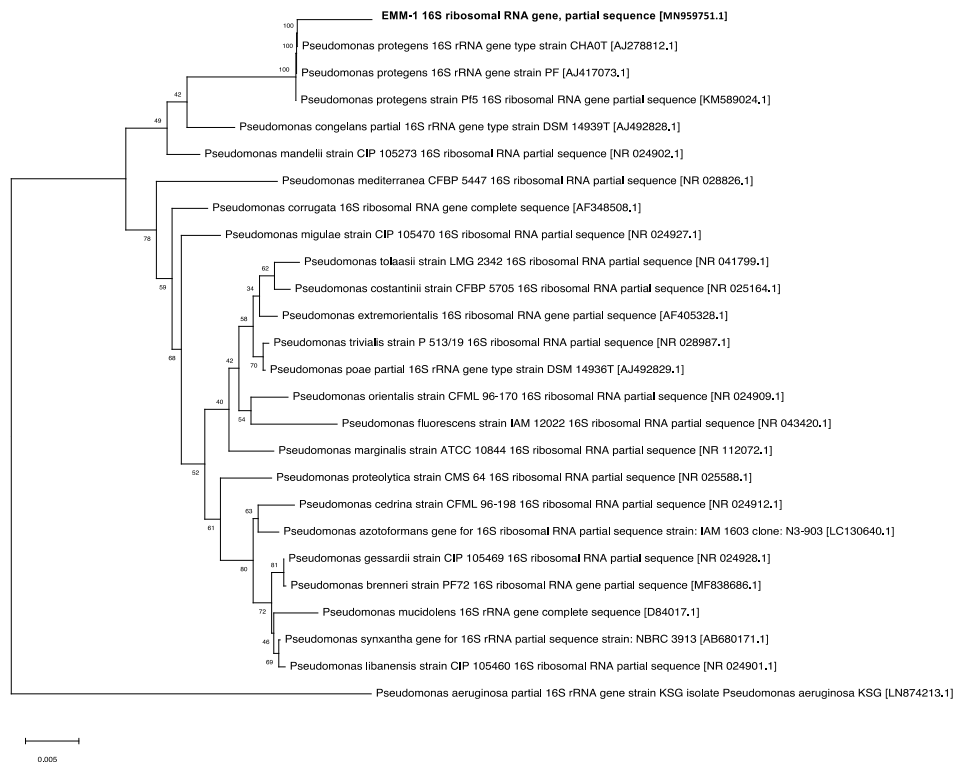 EMM-1 16S ribosomal RNA gene, partial sequence [MN959751.1]
100
100
Pseudomonas protegens 16S rRNA gene type strain CHA0T [AJ278812.1]
100
Pseudomonas protegens 16S rRNA gene strain PF [AJ417073.1]
Pseudomonas protegens strain Pf5 16S ribosomal RNA gene partial sequence [KM589024.1]
42
49
Pseudomonas congelans partial 16S rRNA gene type strain DSM 14939T [AJ492828.1]
Pseudomonas mandelii strain CIP 105273 16S ribosomal RNA partial sequence [NR 024902.1]
Pseudomonas mediterranea CFBP 5447 16S ribosomal RNA partial sequence [NR 028826.1]
Pseudomonas corrugata 16S ribosomal RNA gene complete sequence [AF348508.1]
78
Pseudomonas migulae strain CIP 105470 16S ribosomal RNA partial sequence [NR 024927.1]
Pseudomonas tolaasii strain LMG 2342 16S ribosomal RNA partial sequence [NR 041799.1]
62
59
Pseudomonas costantinii strain CFBP 5705 16S ribosomal RNA partial sequence [NR 025164.1]
34
Pseudomonas extremorientalis 16S ribosomal RNA gene partial sequence [AF405328.1]
58
Pseudomonas trivialis strain P 513/19 16S ribosomal RNA partial sequence [NR 028987.1]
68
42
70
Pseudomonas poae partial 16S rRNA gene type strain DSM 14936T [AJ492829.1]
Pseudomonas orientalis strain CFML 96-170 16S ribosomal RNA partial sequence [NR 024909.1]
40
54
Pseudomonas fluorescens strain IAM 12022 16S ribosomal RNA partial sequence [NR 043420.1]
Pseudomonas marginalis strain ATCC 10844 16S ribosomal RNA partial sequence [NR 112072.1]
52
Pseudomonas proteolytica strain CMS 64 16S ribosomal RNA partial sequence [NR 025588.1]
Pseudomonas cedrina strain CFML 96-198 16S ribosomal RNA partial sequence [NR 024912.1]
63
61
Pseudomonas azotoformans gene for 16S ribosomal RNA partial sequence strain: IAM 1603 clone: N3-903 [LC130640.1]
Pseudomonas gessardii strain CIP 105469 16S ribosomal RNA partial sequence [NR 024928.1]
81
80
Pseudomonas brenneri strain PF72 16S ribosomal RNA gene partial sequence [MF838686.1]
72
Pseudomonas mucidolens 16S rRNA gene complete sequence [D84017.1]
46
Pseudomonas synxantha gene for 16S rRNA partial sequence strain: NBRC 3913 [AB680171.1]
69
Pseudomonas libanensis strain CIP 105460 16S ribosomal RNA partial sequence [NR 024901.1]
Pseudomonas aeruginosa partial 16S rRNA gene strain KSG isolate Pseudomonas aeruginosa KSG [LN874213.1]
0.005